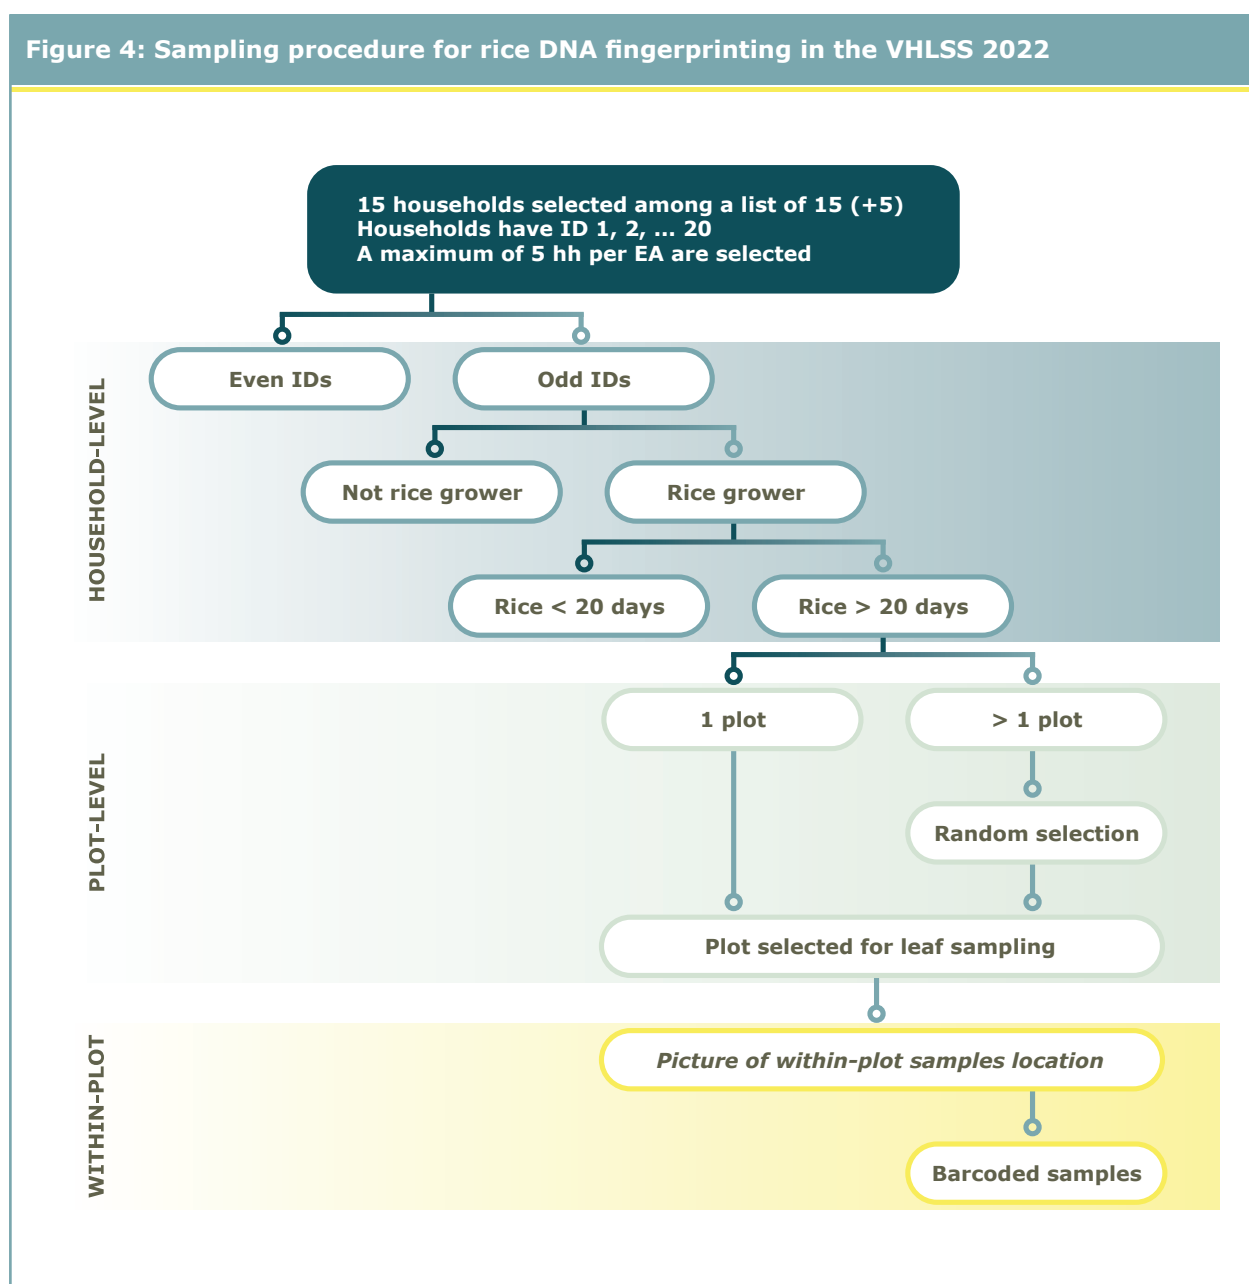 Figure 4: Sampling procedure for rice DNA fingerprinting in the VHLSS 2022
15 households selected among a list of 15 (+5)
Households have ID 1, 2, ... 20
A maximum of 5 hh per EA are selected
HOUSEHOLD-LEVEL
Even IDs
Odd IDs
Not rice grower
Rice grower
Rice < 20 days
Rice > 20 days
PLOT-LEVEL
1 plot
> 1 plot
Random selection
Plot selected for leaf sampling
WITHIN-PLOT
Picture of within-plot samples location
Barcoded samples